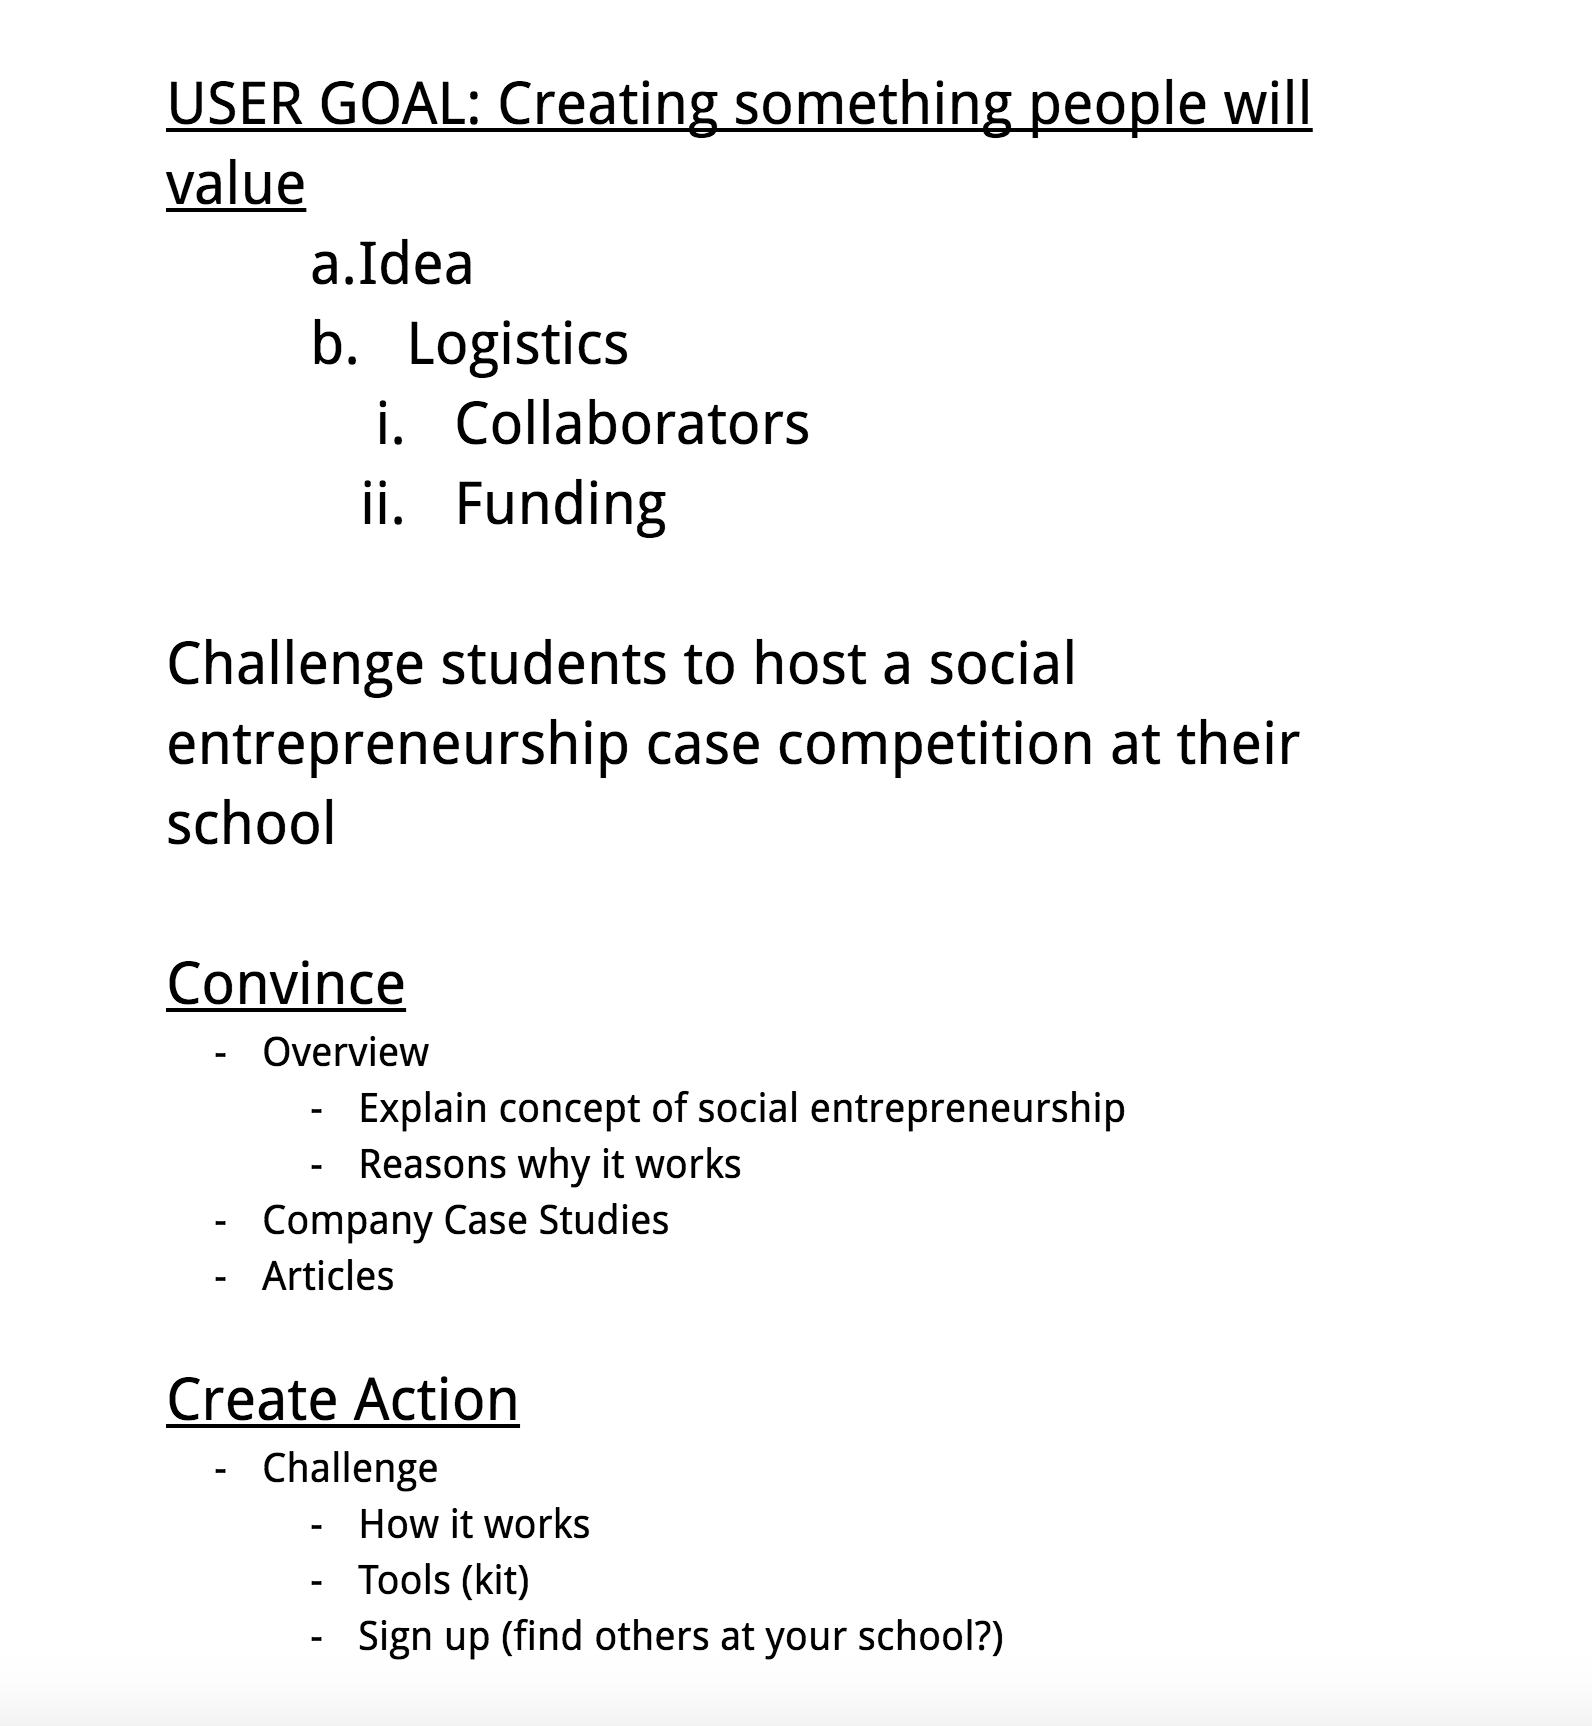 USER GOAL: Creating something people will
value
a.Idea
b. Logistics
i. Collaborators
ii. Funding
Challenge students to host a social
entrepreneurship case competition at their
school
Convince
- Overview
- Explain concept of social entrepreneurship
- Reasons why it works
- Company Case Studies
- Articles
Create Action
- Challenge
- How it works
- Tools (kit)
- Sign up (find others at your school?)